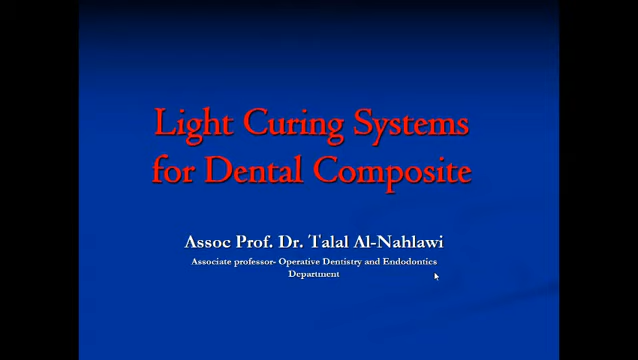 Light Curing Systems
for Dental Composite
Assoc Prof. Dr. Talal Al-Nahlawi
Associate professor- Operative Dentistry and Endodontics
Department